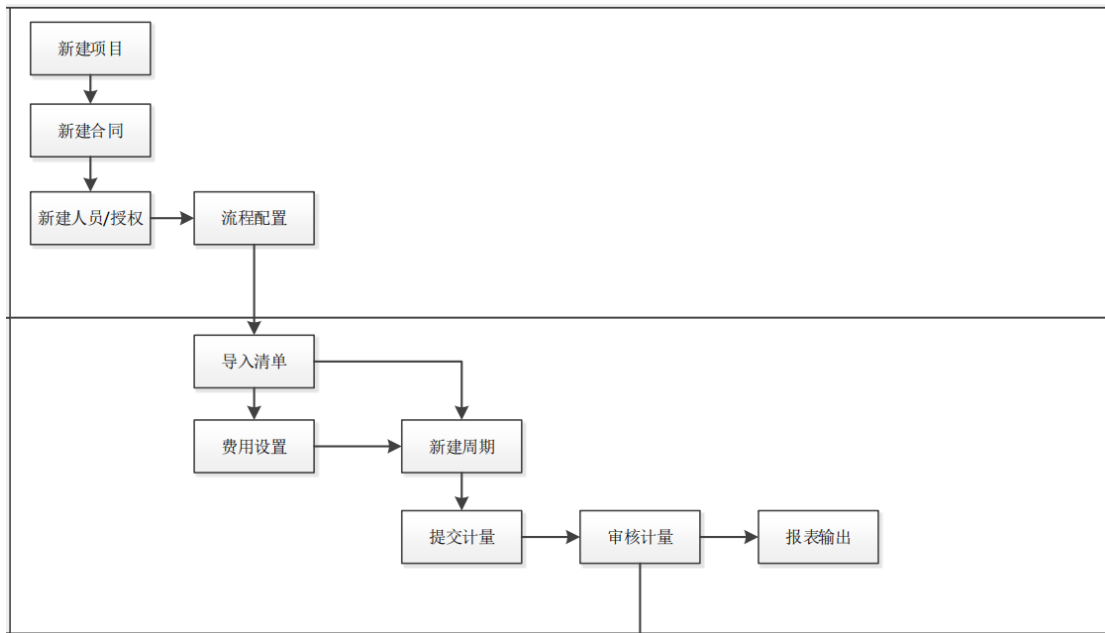 新建项目
新建合同
新建人员/授权
流程配置
导入清单
费用设置
新建周期
提交计量
审核计量
报表输出